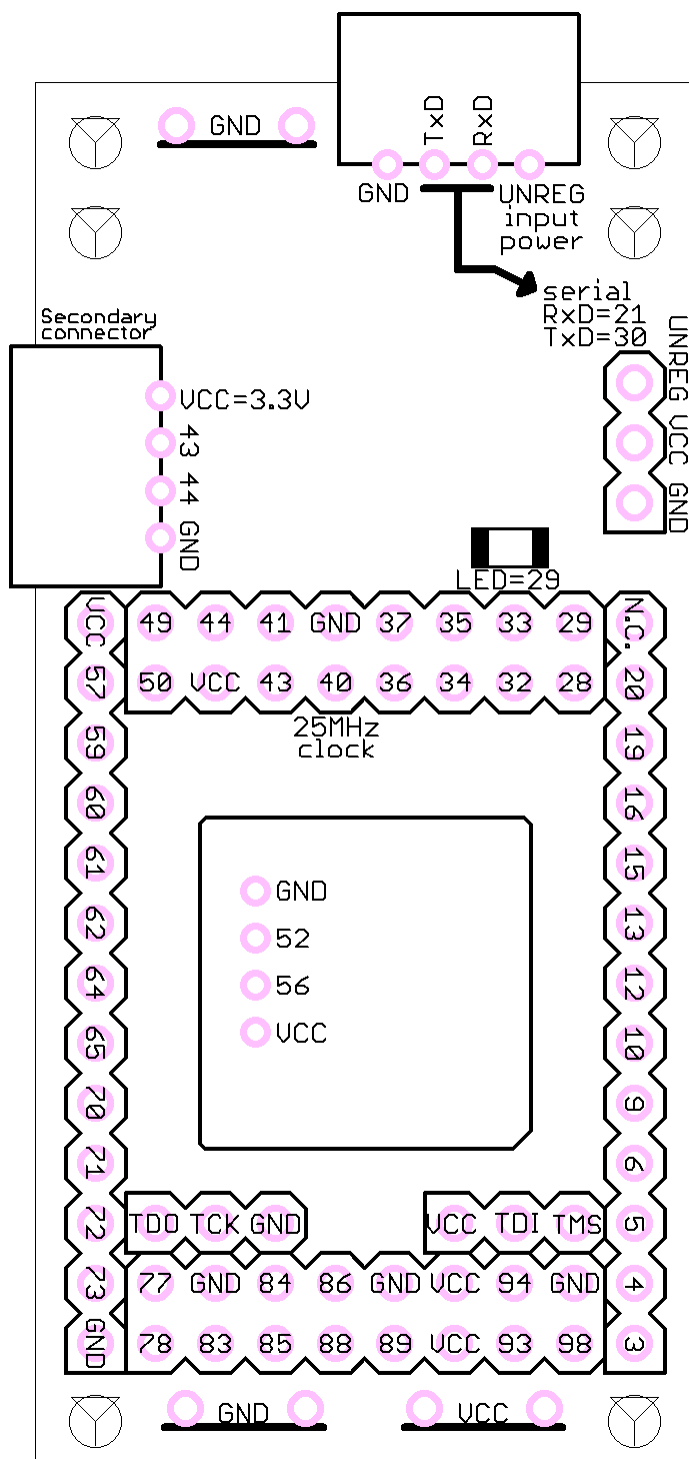 GND
TxD
RxD
GND
UNREG
input
power
serial
RxD=21
TxD=30
Secondary
connector
VCC=3.3V
43
44
GND
UNREG VCC GND
LED=29
VCC 49 44 41 GND 37 35 33 29 N.C.
57 50 VCC 43 40 36 34 32 28 20
25MHz
clock
59 19
60 16
61 15
62 13
64 12
65 10
70 9
71 6
GND
52
56
VCC
72 TDO TCK GND VCC TDI TMS 5
73 77 GND 84 86 GND VCC 94 GND 4
GND 78 83 85 88 89 VCC 93 98 3
GND VCC